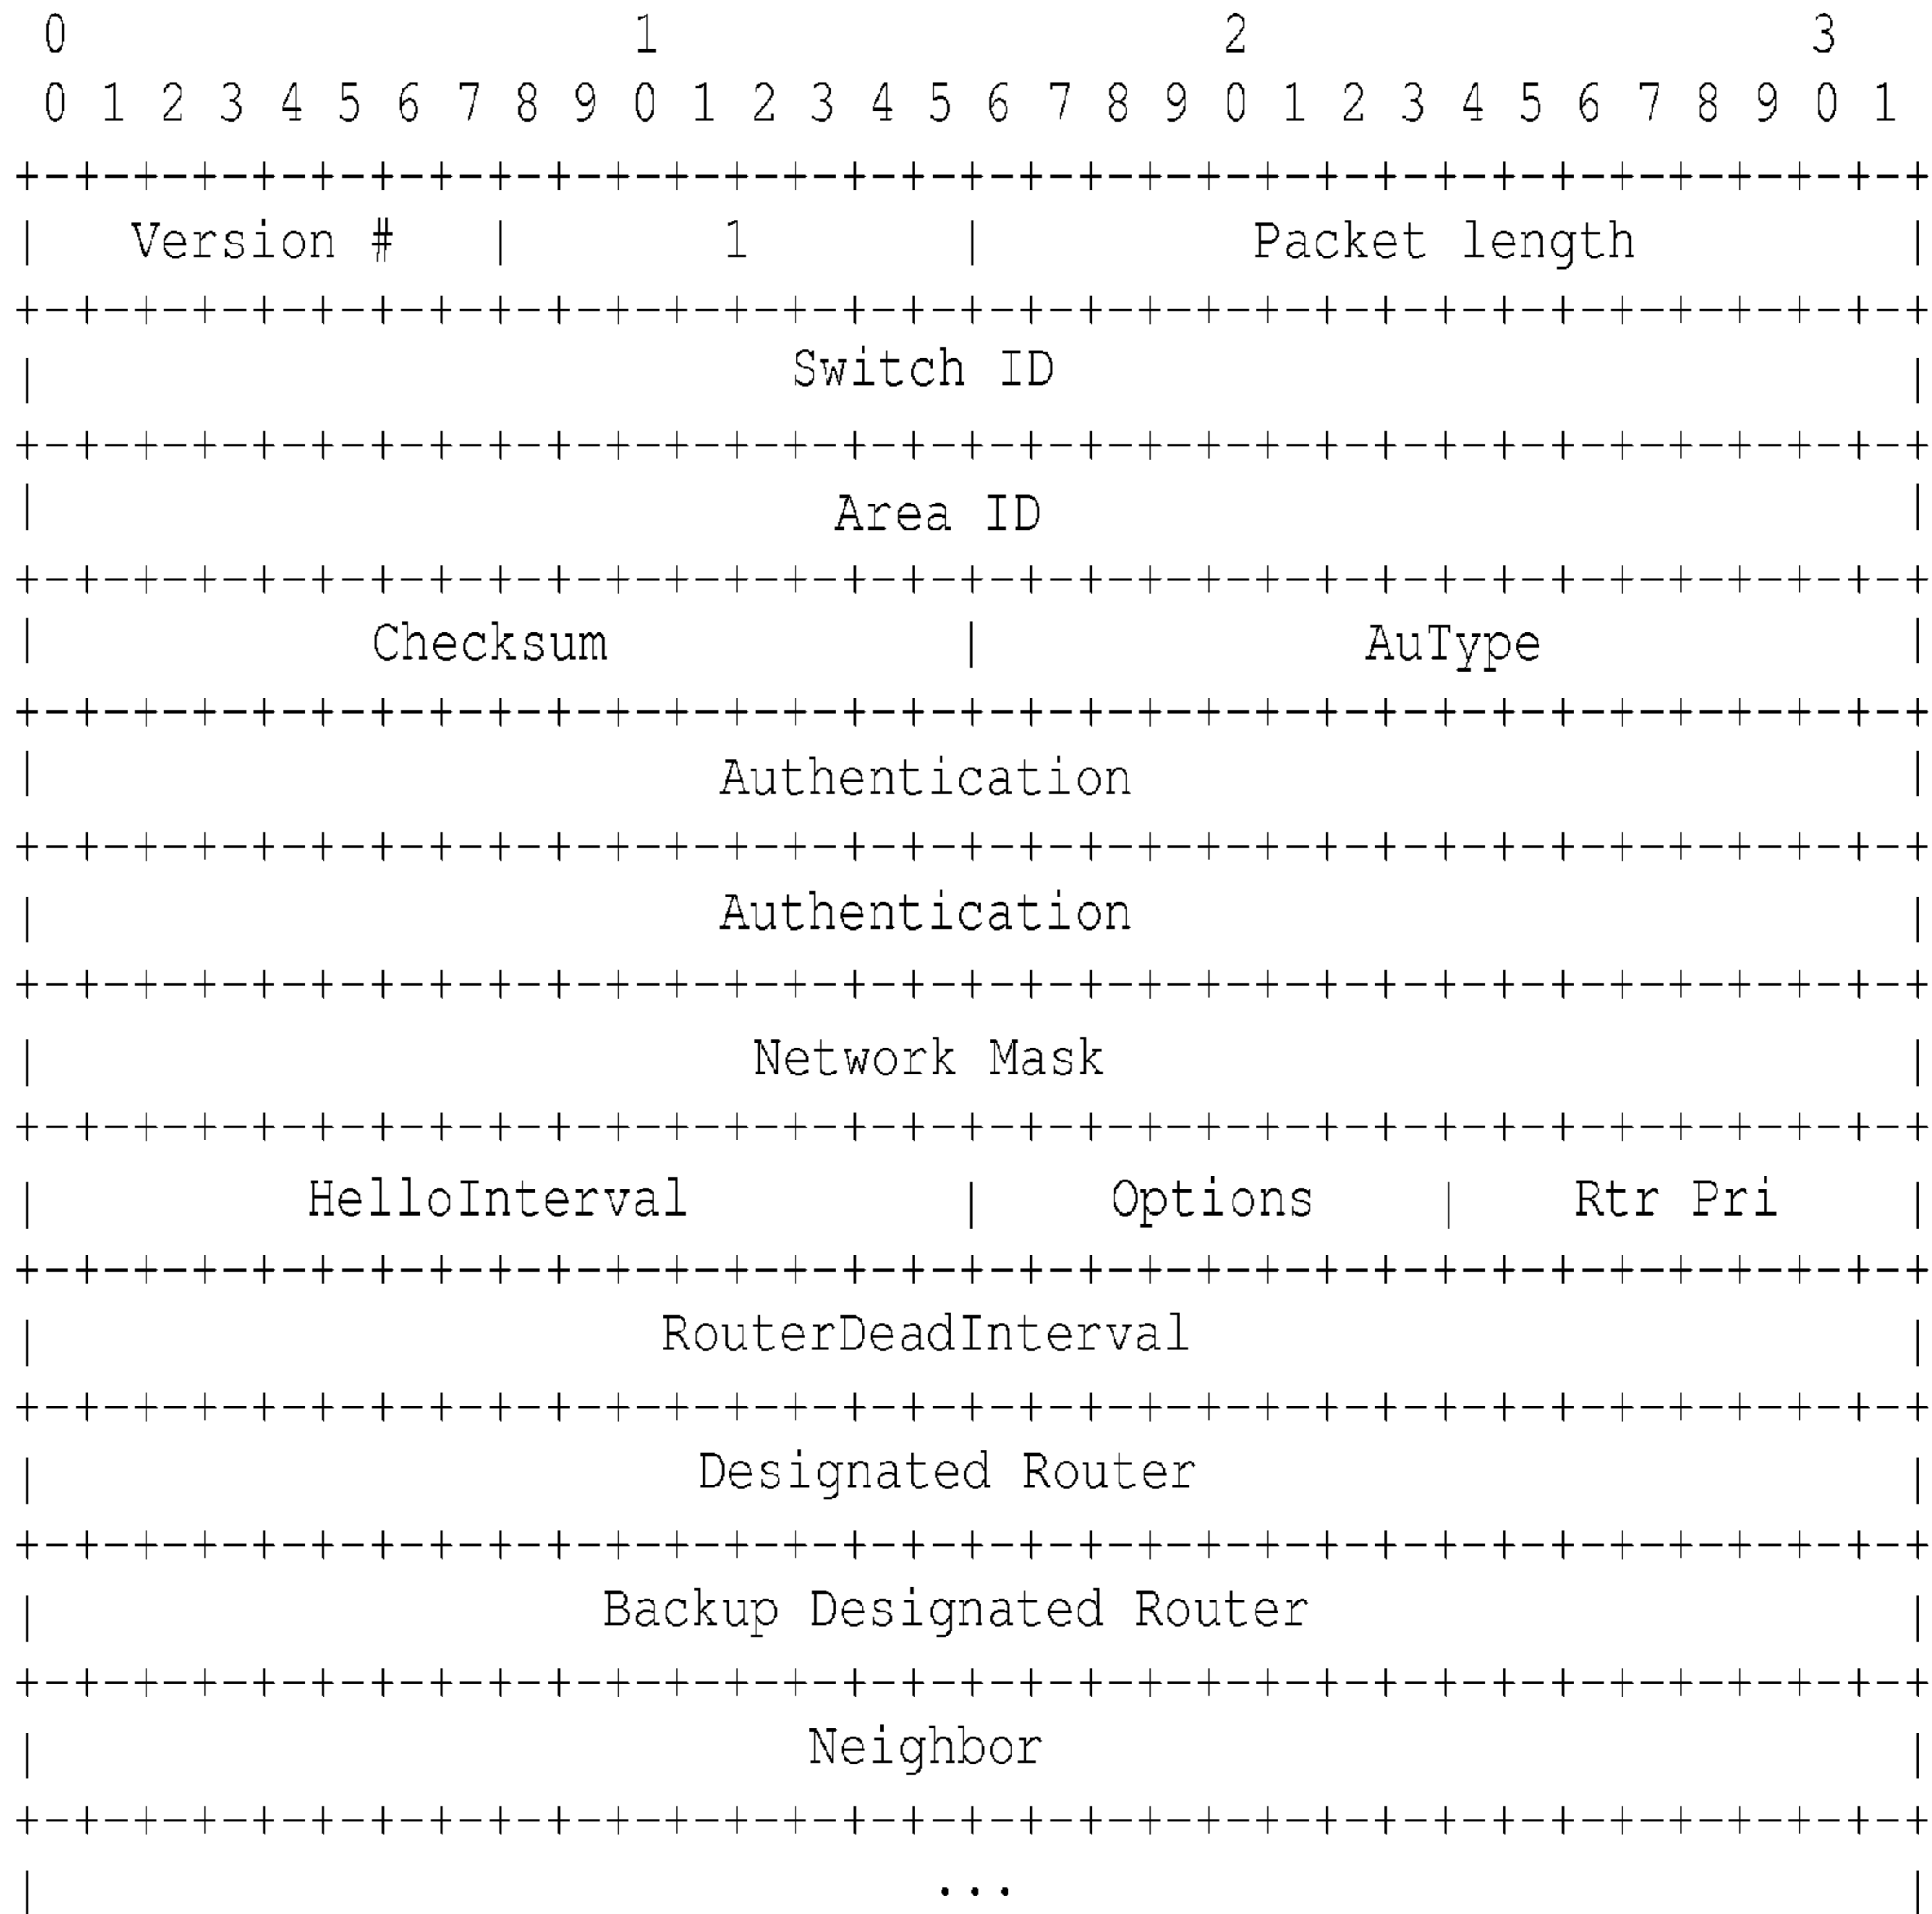 0 1 2 3
0 1 2 3 4 5 6 7 8 9 0 1 2 3 4 5 6 7 8 9 0 1 2 3 4 5 6 7 8 9 0 1
+-+-+-+-+-+-+-+-+-+-+-+-+-+-+-+-+-+-+-+-+-+-+-+-+-+-+-+-+-+-+-+-+
| Version # | 1 | Packet length |
+-+-+-+-+-+-+-+-+-+-+-+-+-+-+-+-+-+-+-+-+-+-+-+-+-+-+-+-+-+-+-+-+
| Switch ID |
+-+-+-+-+-+-+-+-+-+-+-+-+-+-+-+-+-+-+-+-+-+-+-+-+-+-+-+-+-+-+-+-+
| Area ID |
+-+-+-+-+-+-+-+-+-+-+-+-+-+-+-+-+-+-+-+-+-+-+-+-+-+-+-+-+-+-+-+-+
| Checksum | AuType |
+-+-+-+-+-+-+-+-+-+-+-+-+-+-+-+-+-+-+-+-+-+-+-+-+-+-+-+-+-+-+-+-+
| Authentication |
+-+-+-+-+-+-+-+-+-+-+-+-+-+-+-+-+-+-+-+-+-+-+-+-+-+-+-+-+-+-+-+-+
| Authentication |
+-+-+-+-+-+-+-+-+-+-+-+-+-+-+-+-+-+-+-+-+-+-+-+-+-+-+-+-+-+-+-+-+
| Network Mask |
+-+-+-+-+-+-+-+-+-+-+-+-+-+-+-+-+-+-+-+-+-+-+-+-+-+-+-+-+-+-+-+-+
| HelloInterval | Options | Rtr Pri |
+-+-+-+-+-+-+-+-+-+-+-+-+-+-+-+-+-+-+-+-+-+-+-+-+-+-+-+-+-+-+-+-+
| RouterDeadInterval |
+-+-+-+-+-+-+-+-+-+-+-+-+-+-+-+-+-+-+-+-+-+-+-+-+-+-+-+-+-+-+-+-+
| Designated Router |
+-+-+-+-+-+-+-+-+-+-+-+-+-+-+-+-+-+-+-+-+-+-+-+-+-+-+-+-+-+-+-+-+
| Backup Designated Router |
+-+-+-+-+-+-+-+-+-+-+-+-+-+-+-+-+-+-+-+-+-+-+-+-+-+-+-+-+-+-+-+-+
| Neighbor |
+-+-+-+-+-+-+-+-+-+-+-+-+-+-+-+-+-+-+-+-+-+-+-+-+-+-+-+-+-+-+-+-+
| ... |